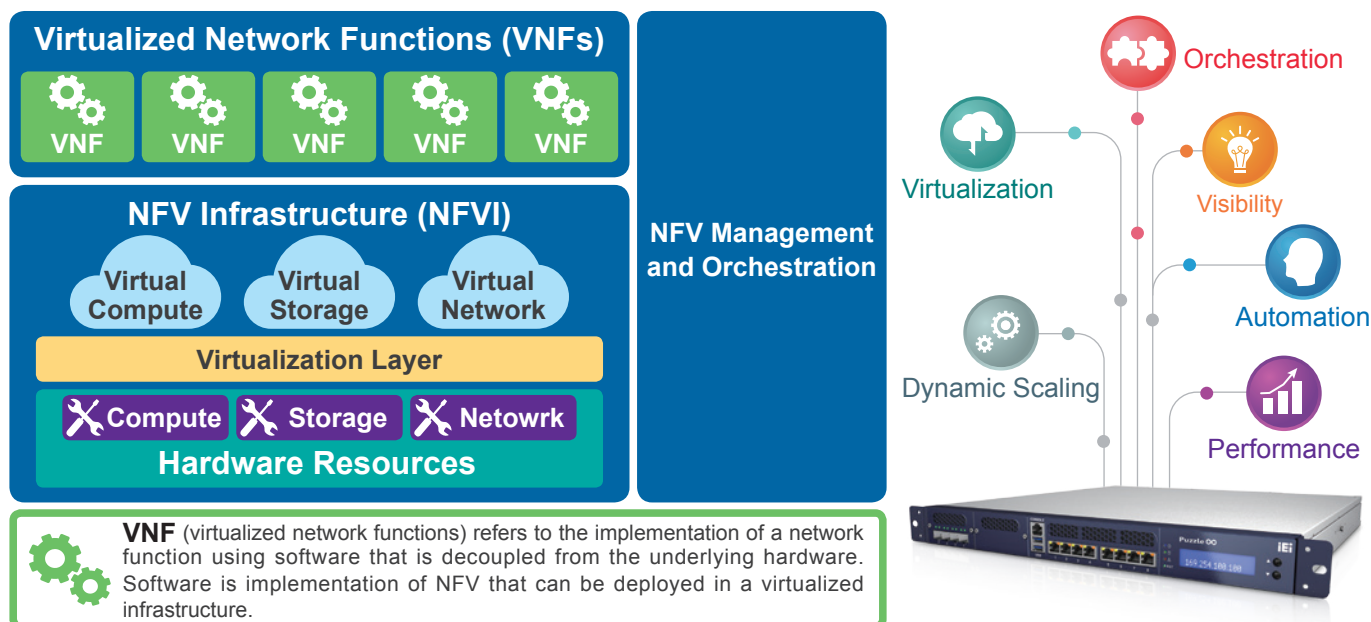 Virtualized Network Functions (VNFs)
VNF
VNF
VNF
VNF
VNF
NFV Infrastructure (NFVI)
Virtual
Compute
Virtual
Storage
Virtual
Network
Virtualization Layer
Compute
Storage
Netowrk
Hardware Resources
NFV Management
and Orchestration
VNF (virtualized network functions) refers to the implementation of a network
function using software that is decoupled from the underlying hardware.
Software is implementation of NFV that can be deployed in a virtualized
infrastructure.
Orchestration
Virtualization
Visibility
Automation
Dynamic Scaling
Performance
Puzzle
iEi
169.254.100.100